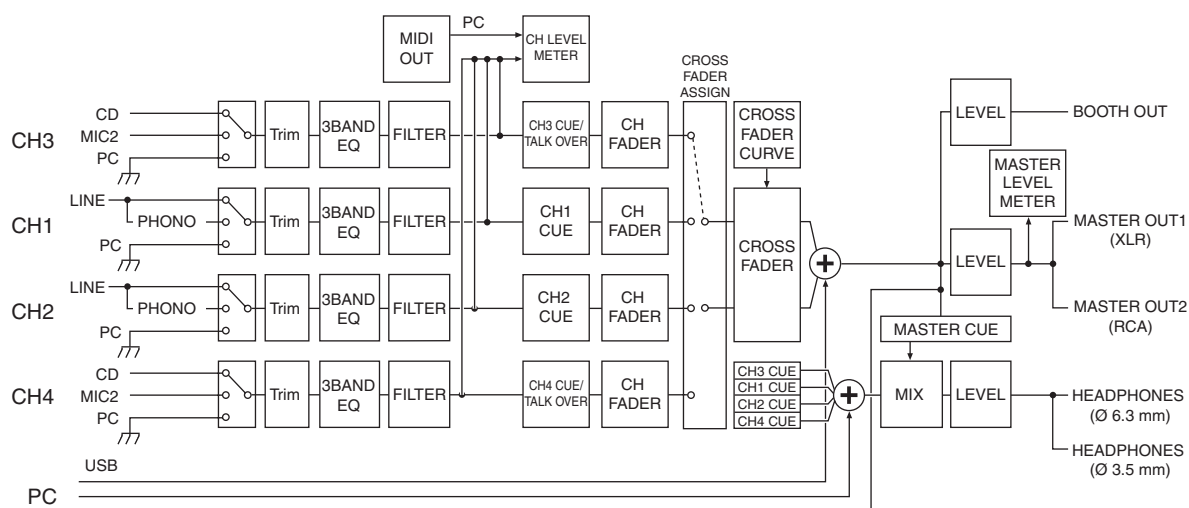 MIDI
OUT
PC
CH LEVEL
METER
CROSS
FADER
ASSIGN
CH3
CD
MIC2
PC
Trim
3BAND
EQ
FILTER
CH3 CUE/
TALK OVER
CH
FADER
CROSS
FADER
CURVE
LEVEL
BOOTH OUT
MASTER
LEVEL
METER
CH1
LINE
PHONO
PC
Trim
3BAND
EQ
FILTER
CH1
CUE
CH
FADER
CROSS
FADER
+
LEVEL
MASTER OUT1
(XLR)
MASTER OUT2
(RCA)
CH2
LINE
PHONO
PC
Trim
3BAND
EQ
FILTER
CH2
CUE
CH
FADER
MASTER CUE
CH4
CD
MIC2
PC
Trim
3BAND
EQ
FILTER
CH4 CUE/
TALK OVER
CH
FADER
CH3 CUE
CH1 CUE
CH2 CUE
CH4 CUE
+
MIX
LEVEL
HEADPHONES
(Ø 6.3 mm)
HEADPHONES
(Ø 3.5 mm)
USB
PC